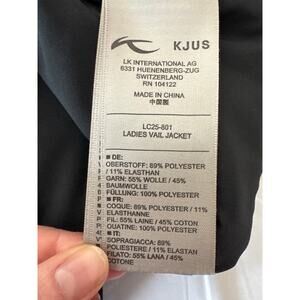 KJUS
LK INTERNATIONAL AG
6331 HUENENBERG-ZUG
SWITZERLAND
RN 104122
MADE IN CHINA
中国製
LC25-801
LADIES VAIL JACKET
■ DE:
OBERSTOFF: 89% POLYESTER
/ 11% ELASTHAN
GARN: 55% WOLLE / 45%
BAUMWOLLE
FÜLLUNG: 100% POLYESTER
■ FR:
COQUE: 89% POLYESTER / 11%
ELASTHANNE
FIL: 55% LAINE / 45% COTON
OUATINE: 100% POLYESTER
■ IT:
SOPRAGIACCA: 89%
POLIESTERE / 11% ELASTAN
FILATO: 55% LANA / 45%
COTONE